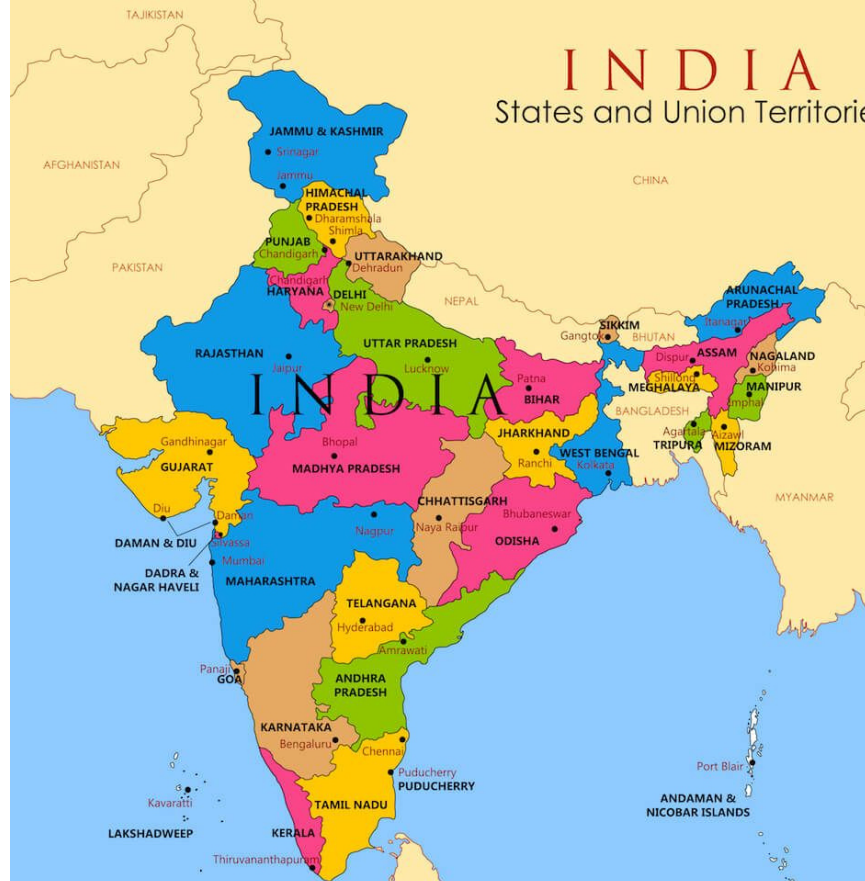 TAJIKISTAN
INDIA
States and Union Territorie
JAMMU & KASHMIR
Srinagar
AFGHANISTAN
Jammu
CHINA
HIMACHAL
PRADESH
Dharamshala
Shimla
PUNJAB
Chandigarh
UTTARAKHAND
Dehradun
PAKISTAN
Chandigarh
HARYANA
DELHI
New Delhi
NEPAL
ARUNACHAL
PRADESH
Itanagar
SIKKIM
Gangtok
BHUTAN
RAJASTHAN
Jaipur
UTTAR PRADESH
Lucknow
Dispur
ASSAM
NAGALAND
Kohima
Shillong
MEGHALAYA
MANIPUR
Imphal
Patna
BIHAR
INDIA
BANGLADESH
Agartala
TRIPURA
Aizawl
MIZORAM
Gandhinagar
GUJARAT
Bhopal
MADHYA PRADESH
JHARKHAND
Ranchi
WEST BENGAL
Kolkata
MYANMAR
CHHATTISGARH
Naya Raipur
Bhubaneswar
ODISHA
Diu
Daman
DAMAN & DIU
Silvassa
Nagpur
Mumbai
DADRA &
NAGAR HAVELI
MAHARASHTRA
TELANGANA
Hyderabad
Amrawati
Panaji
GOA
ANDHRA
PRADESH
KARNATAKA
Bengaluru
Chennai
Puducherry
PUDUCHERRY
Port Blair
ANDAMAN &
NICOBAR ISLANDS
Kavaratti
LAKSHADWEEP
TAMIL NADU
KERALA
Thiruvananthapuram